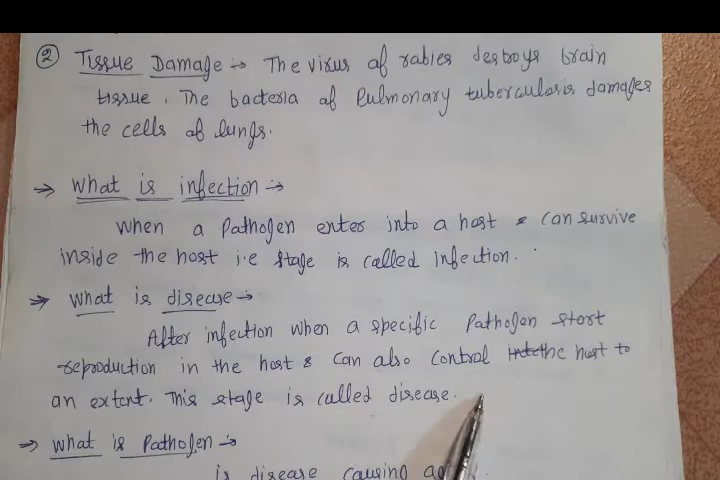 ② Tissue Damage → The virus of rabies destroys brain
tissue. The bacteria of Pulmonary tuberculosis damages
the cells of lungs.
→ What is infection →
When a pathogen enter into a host & can survive
inside the host i.e stage is called infection.
→ What is disease →
After infection when a specific Pathogen start
reproduction in the host & can also control the host to
an extent. This stage is called disease.
→ What is Pathogen →
is disease causing